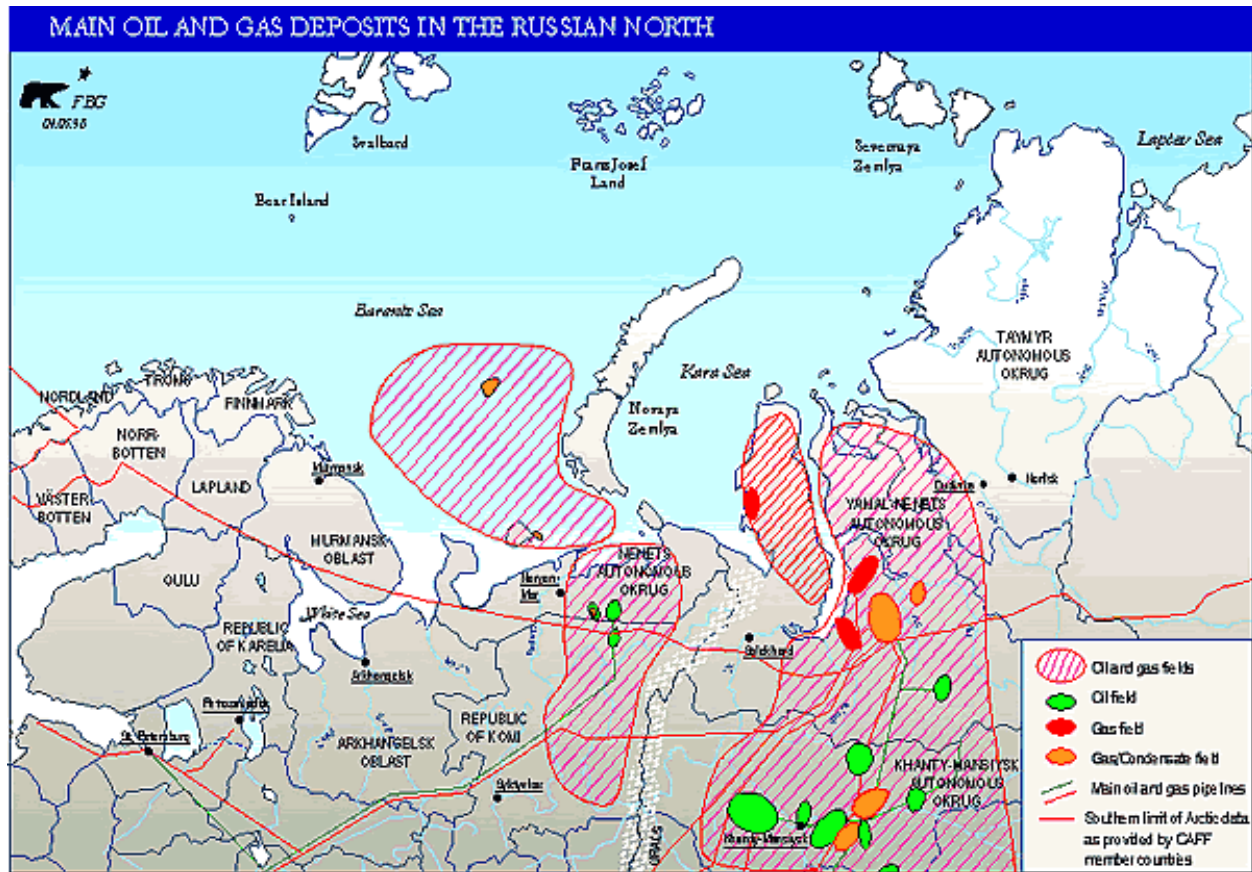 MAIN OIL AND GAS DEPOSITS IN THE RUSSIAN NORTH
FBG
Svalbard
Franz Josef
Land
Severnaya
Zemlya
Laptev Sea
Bear Island
Barents Sea
Kara Sea
Novaya
Zemlya
TAYMYR
AUTONOMOUS
OKRUG
NORDLAND
TROMS
FINNMARK
NORR-
BOTTEN
VÄSTER
BOTTEN
LAPLAND
Murmansk
MURMANSK
OBLAST
OULU
White Sea
REPUBLIC
OF KARELIA
Arkhangelsk
Petrozavodsk
St. Petersburg
ARKHANGELSK
OBLAST
REPUBLIC
OF KOMI
Syktyvkar
Naryan-
Mar
NENETS
AUTONOMOUS
OKRUG
Salekhard
URALS
Dudinka
Norilsk
YAMAL-NENETS
AUTONOMOUS
OKRUG
KHANTY-MANSIYSK
AUTONOMOUS
OKRUG
Khanty-Mansiysk
Oil and gas fields
Oil field
Gas field
Gas/Condensate field
Main oil and gas pipe lines
Southern limit of Arctic data
as provided by CAFF
member countries